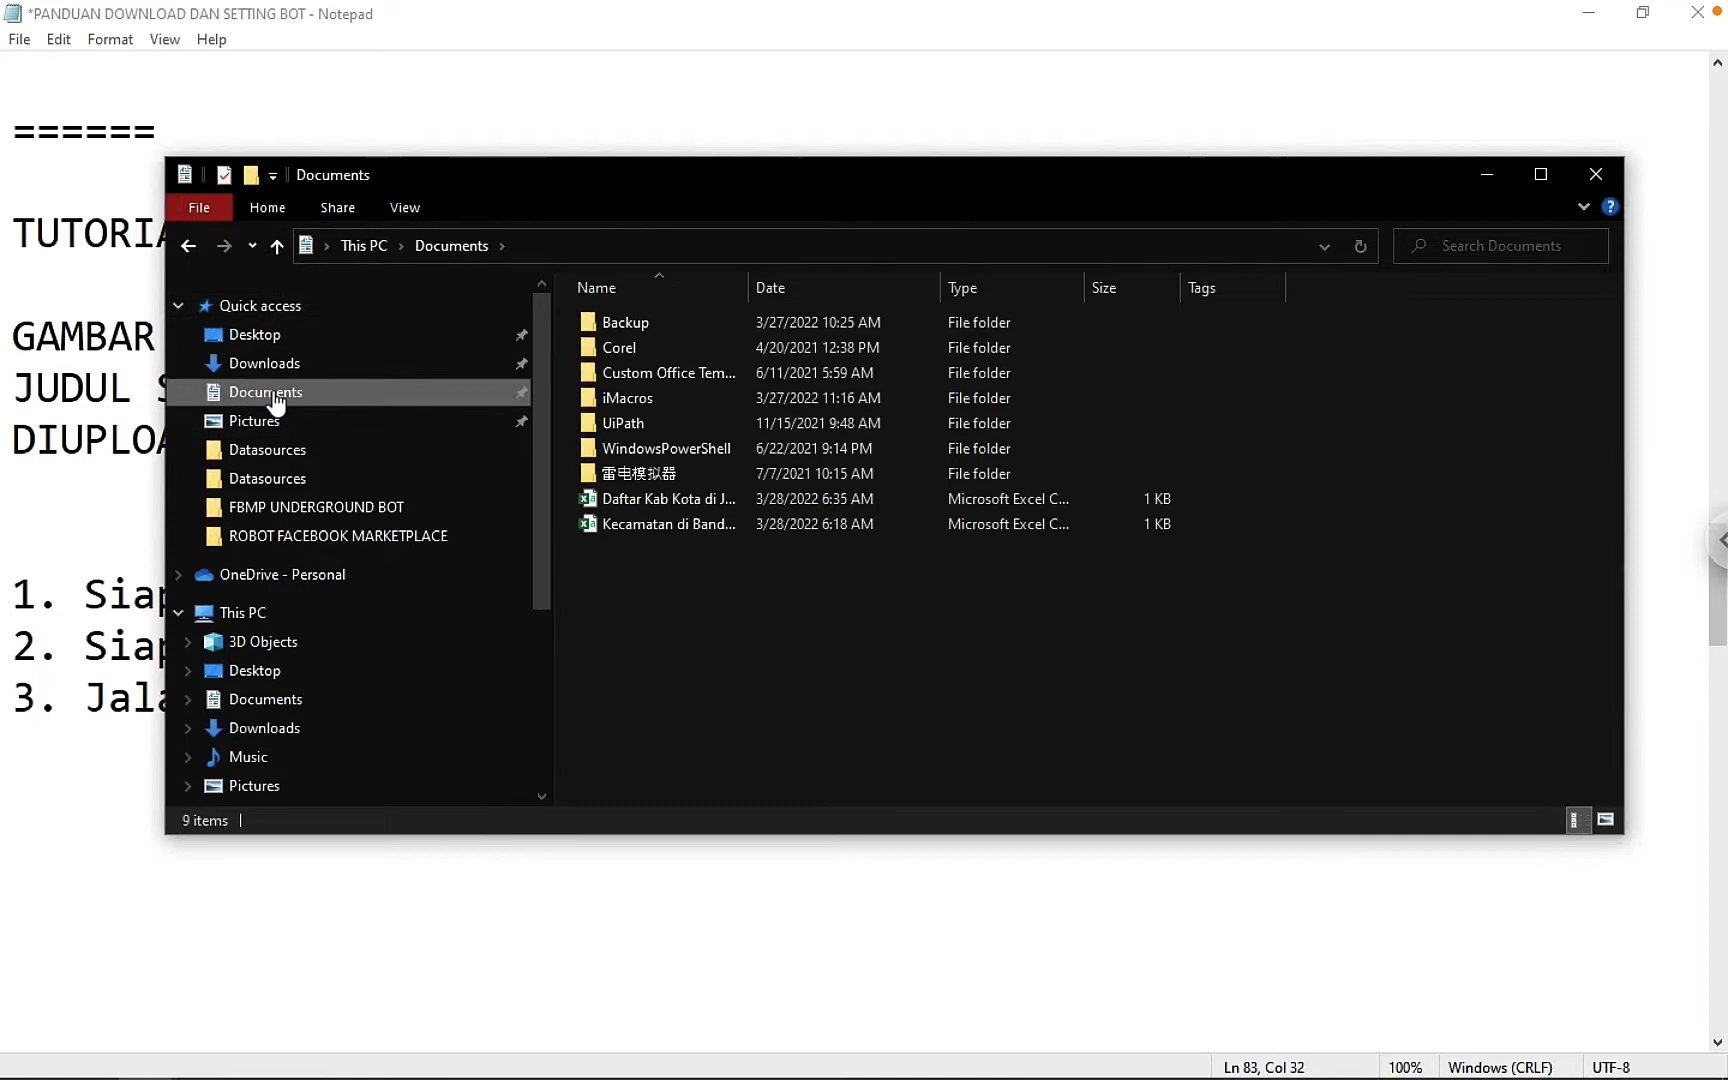 *PANDUAN DOWNLOAD DAN SETTING BOT - Notepad
File Edit Format View Help
======
TUTORIA
GAMBAR
JUDUL S
DIUPLOA
1. Siap
2. Siap
3. Jala
Documents
File Home Share View
This PC Documents
Search Documents
Quick access
Desktop
Downloads
Documents
Pictures
Datasources
Datasources
FBMP UNDERGROUND BOT
ROBOT FACEBOOK MARKETPLACE
OneDrive - Personal
This PC
3D Objects
Desktop
Documents
Downloads
Music
Pictures
Name Date Type Size Tags
Backup 3/27/2022 10:25 AM File folder
Corel 4/20/2021 12:38 PM File folder
Custom Office Tem... 6/11/2021 5:59 AM File folder
iMacros 3/27/2022 11:16 AM File folder
UiPath 11/15/2021 9:48 AM File folder
WindowsPowerShell 6/22/2021 9:14 PM File folder
雷电模拟器 7/7/2021 10:15 AM File folder
Daftar Kab Kota di J... 3/28/2022 6:35 AM Microsoft Excel C... 1 KB
Kecamatan di Band... 3/28/2022 6:18 AM Microsoft Excel C... 1 KB
9 items
Ln 83, Col 32 100% Windows (CRLF) UTF-8